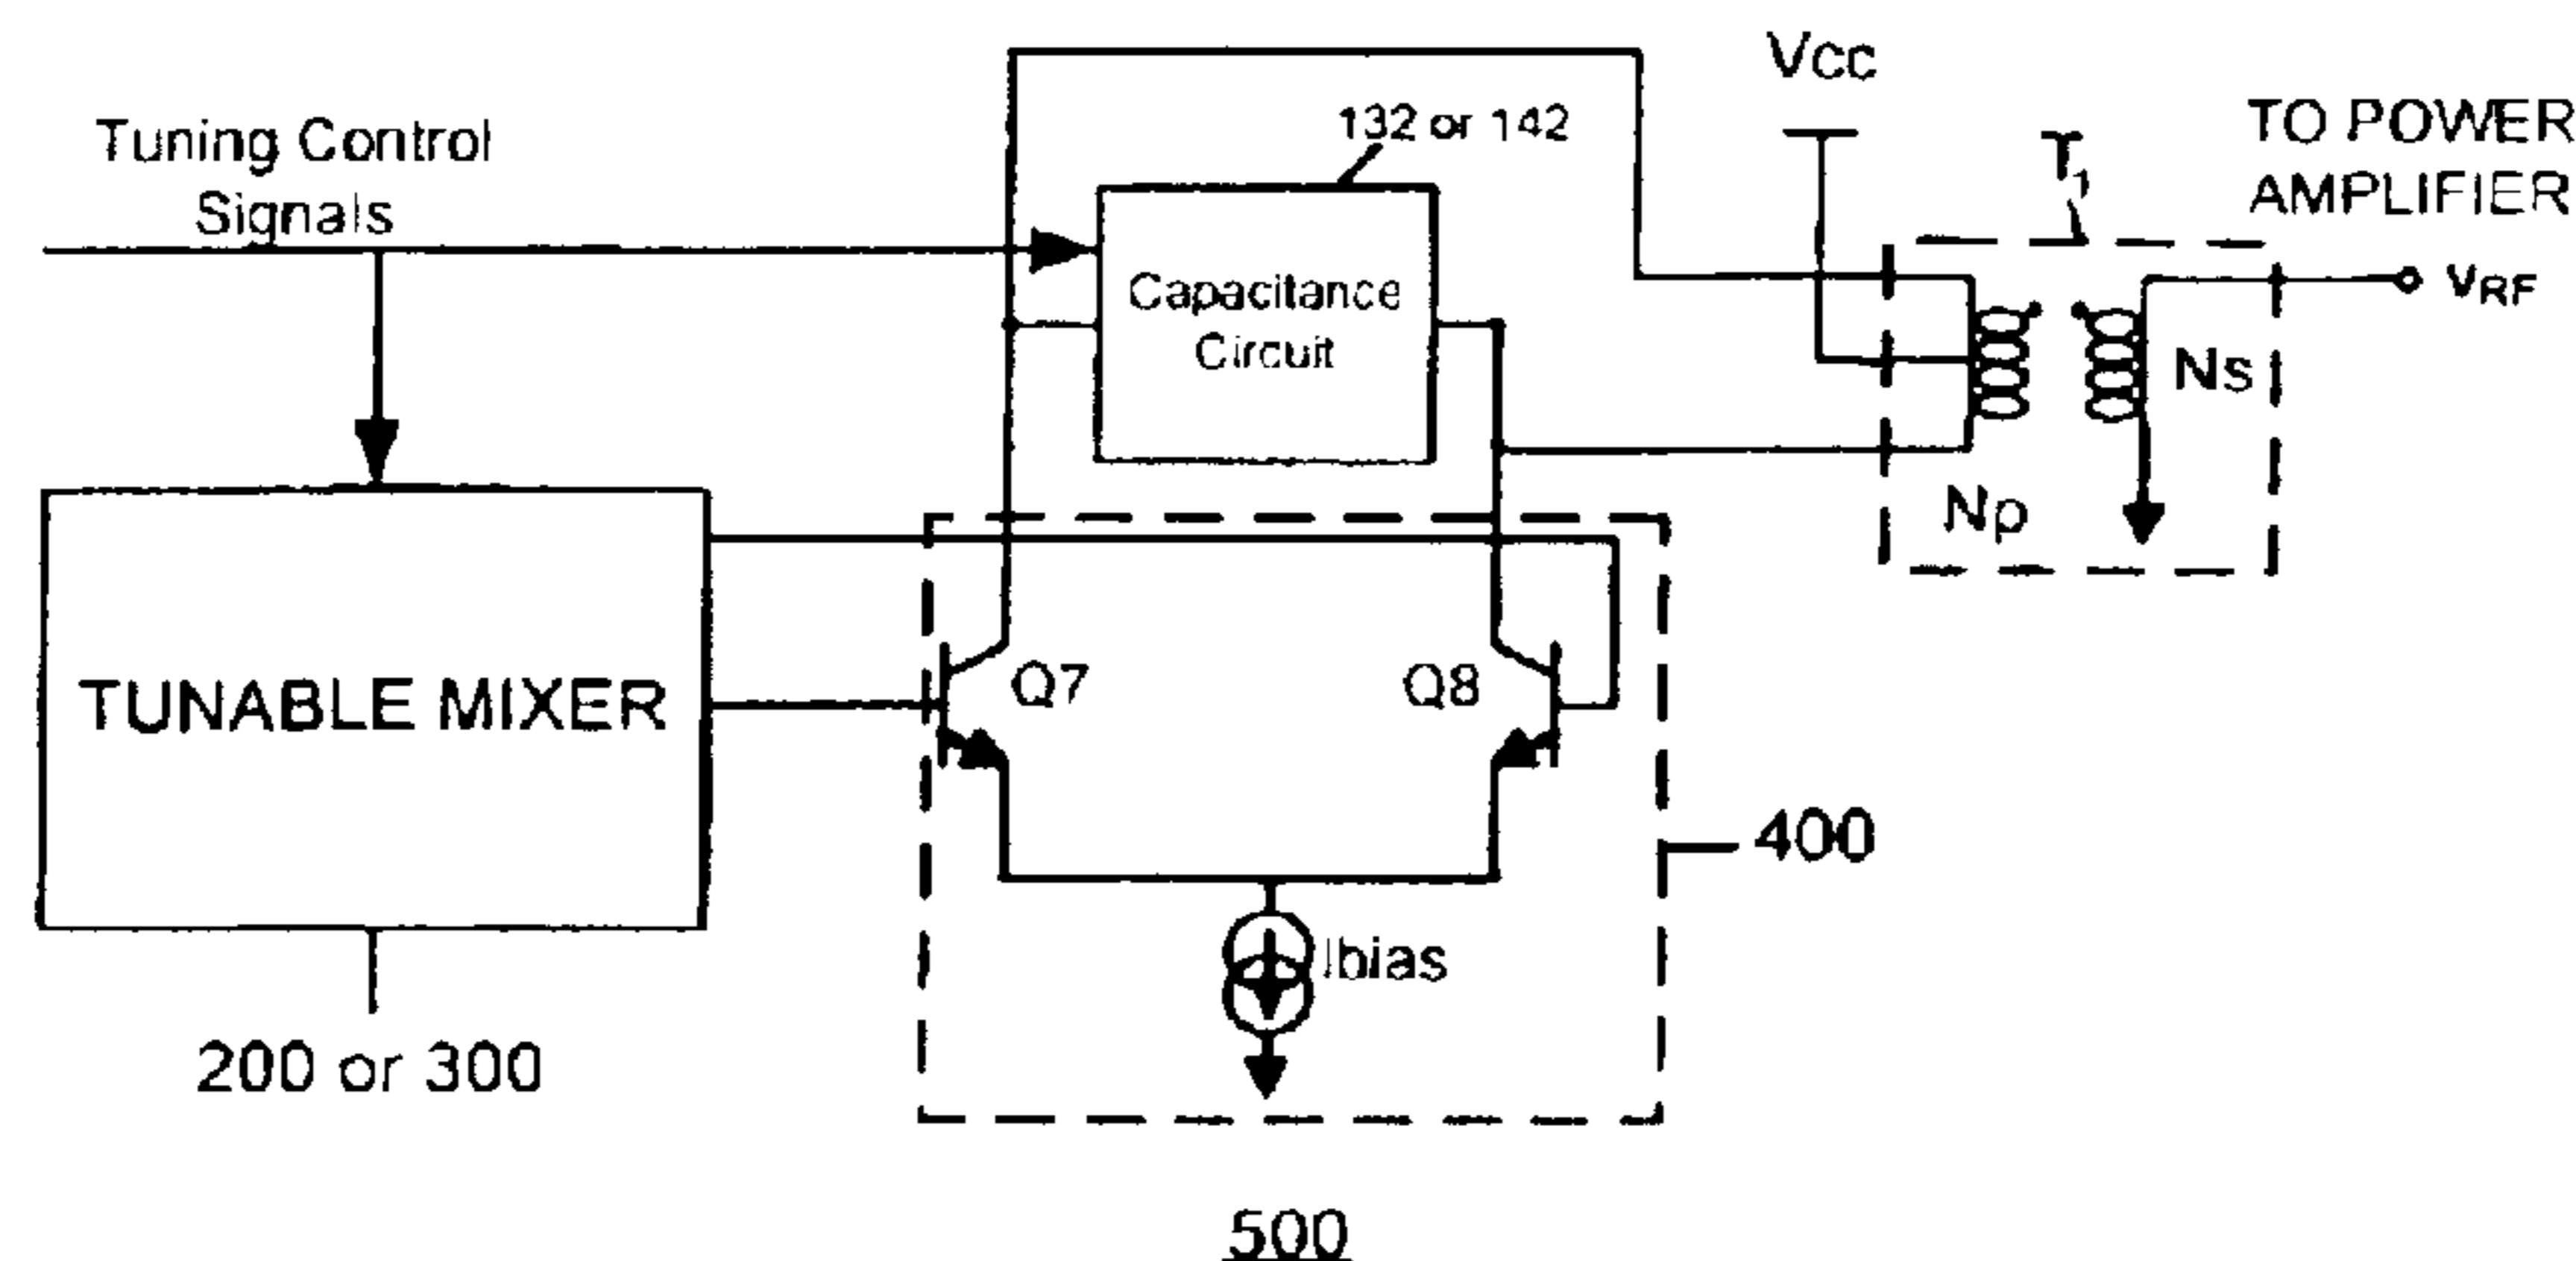 Tuning Control
Signals
132 or 142
Capacitance
Circuit
Vcc
T1
TO POWER
AMPLIFIER
VRF
Ns
Np
TUNABLE MIXER
Q7
Q8
400
Ibias
200 or 300
500